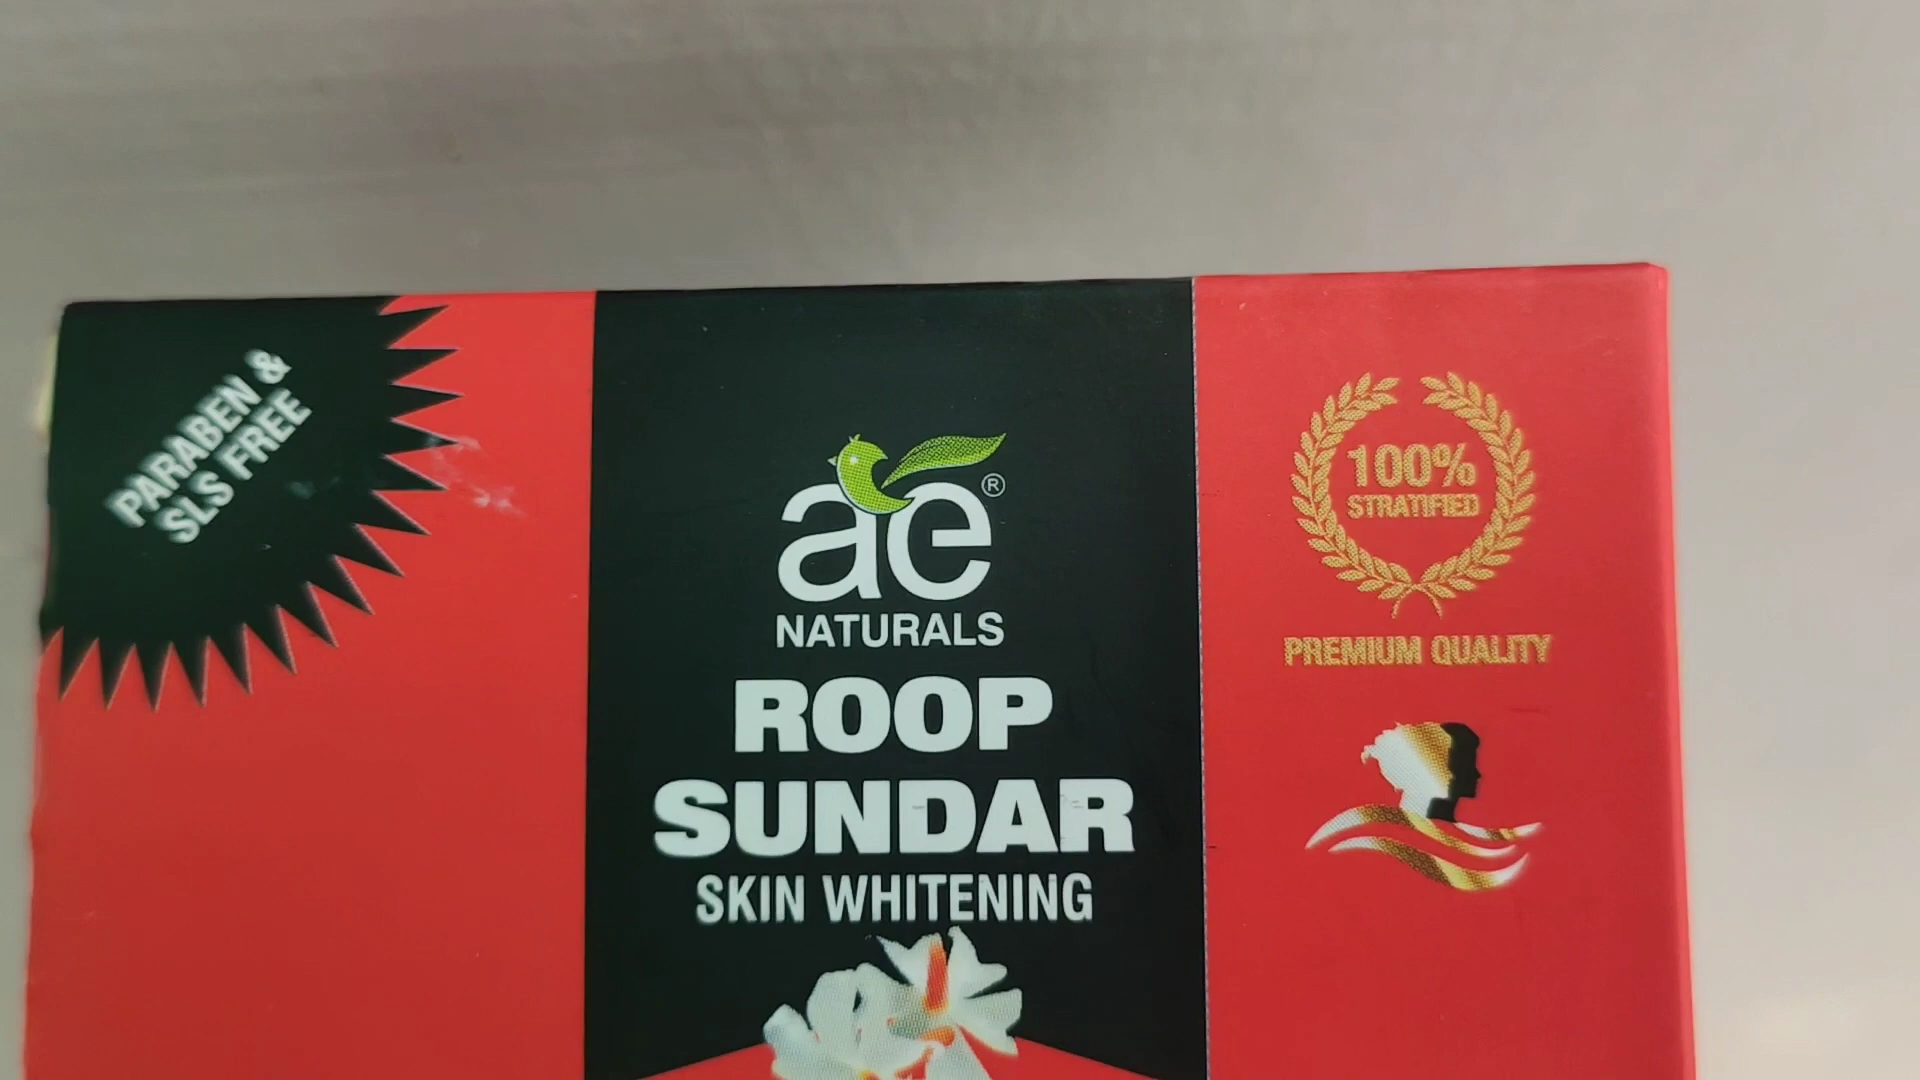 PARABEN &
SLS FREE
ae®
NATURALS
ROOP
SUNDAR
SKIN WHITENING
100%
STRATIFIED
PREMIUM QUALITY